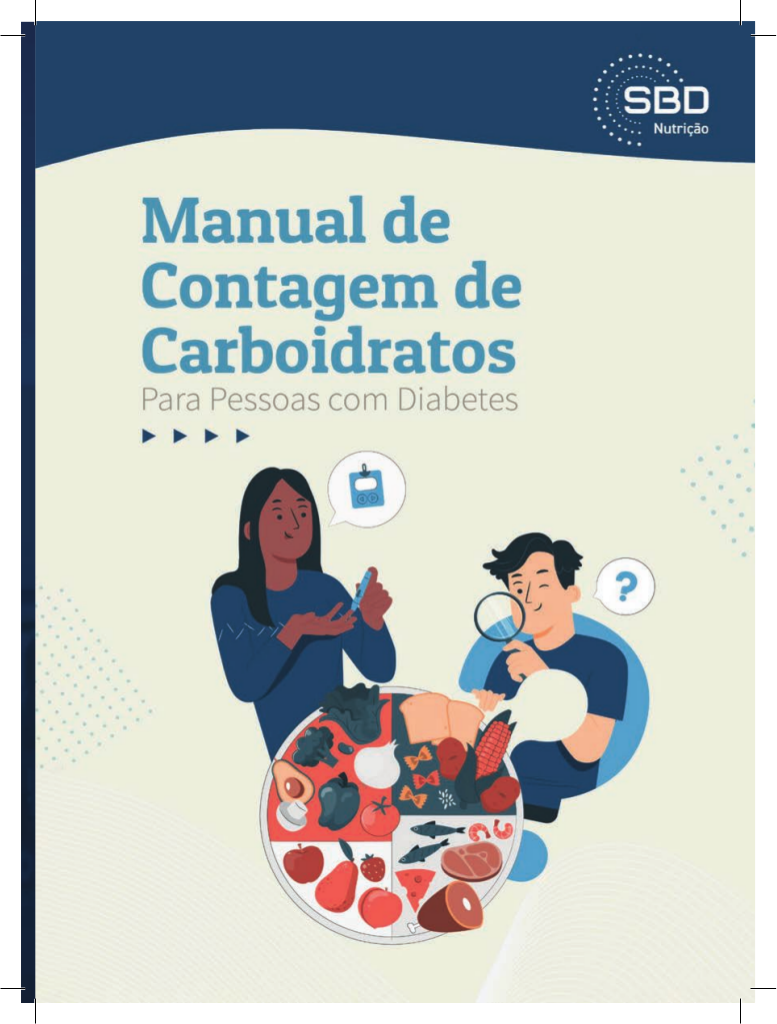 SBD
Nutrição
Manual de
Contagem de
Carboidratos
Para Pessoas com Diabetes
?